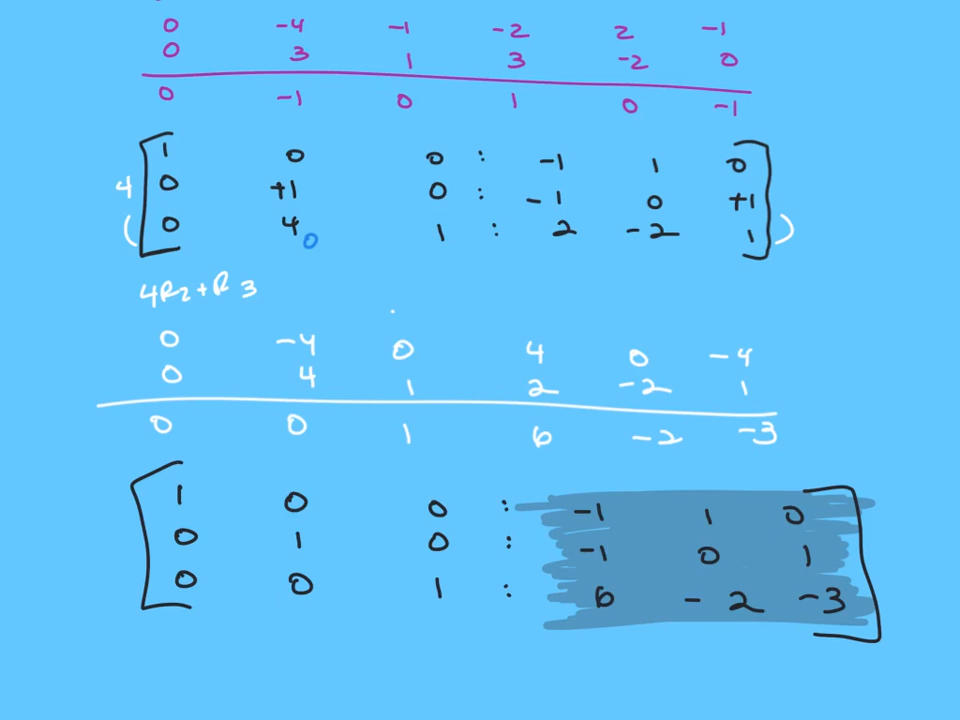 0 -4 -1 -2 2 -1
0 3 1 3 -2 0
0 -1 0 1 0 -1
1 0 0 : -1 1 0
4 0 +1 0 : -1 0 +1
0 4 0 1 : 2 -2 1
4R2+R3
0 -4 0 4 0 -4
0 4 1 2 -2 1
0 0 1 6 -2 -3
1 0 0 : -1 1 0
0 1 0 : -1 0 1
0 0 1 : 6 -2 -3